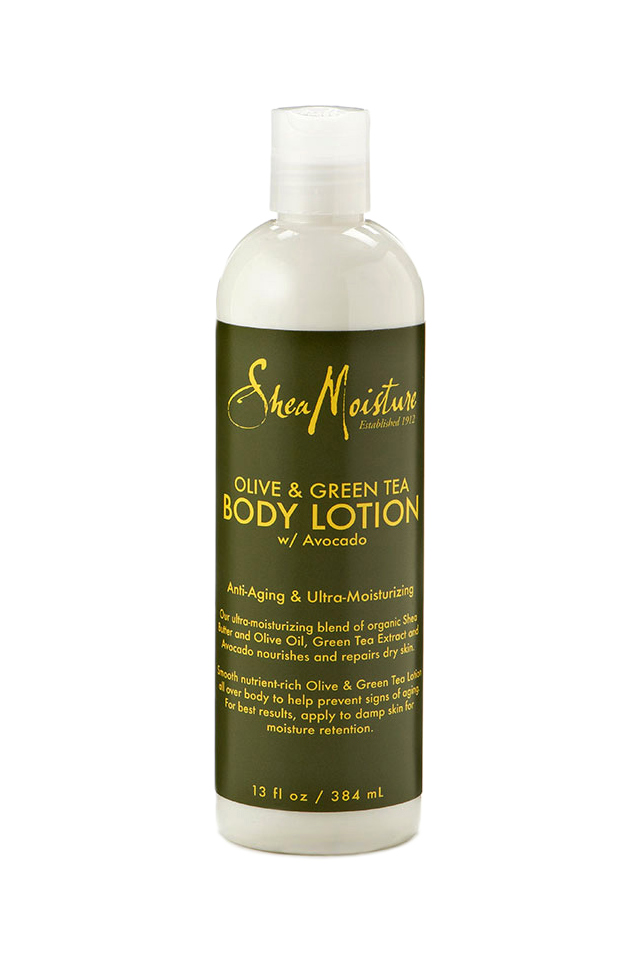 SheaMoisture
Established 1912
OLIVE & GREEN TEA
BODY LOTION
w/ Avocado
Anti-Aging & Ultra-Moisturizing
Our ultra-moisturizing blend of organic Shea
Butter and Olive Oil, Green Tea Extract and
Avocado nourishes and repairs dry skin.
Smooth nutrient-rich Olive & Green Tea Lotion
all over body to help prevent signs of aging.
For best results, apply to damp skin for
moisture retention.
13 fl oz / 384 mL